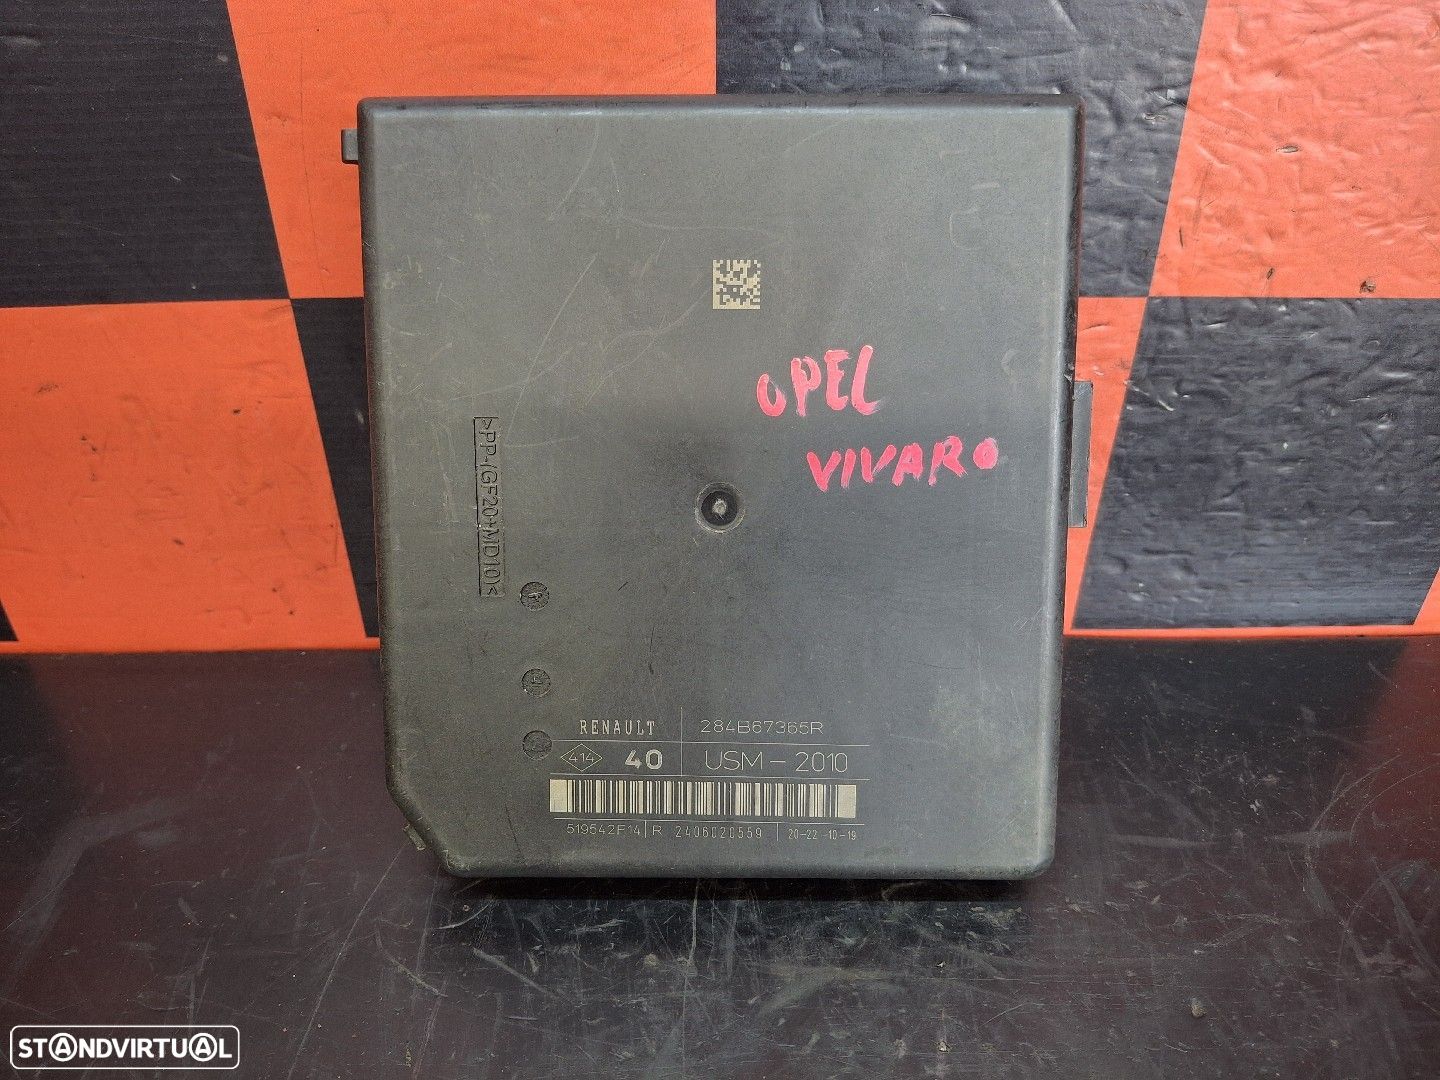 OPEL
VIVARO
>PP-(GF20+MD10)<
RENAULT 284B67365R
414 40 USM-2010
519542F14 R 2406020559 20-22-10-19
STANDVIRTUAL